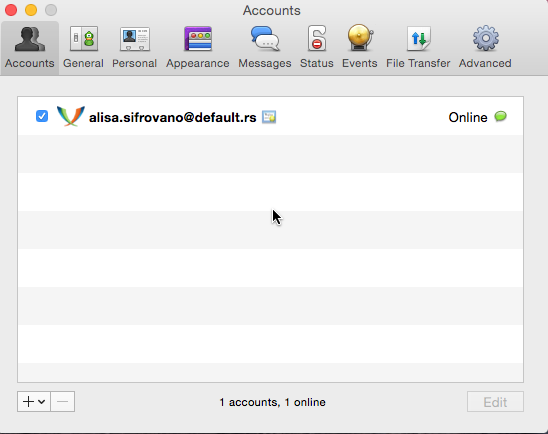 Accounts
Accounts General Personal Appearance Messages Status Events File Transfer Advanced
alisa.sifrovano@default.rs Online
1 accounts, 1 online
Edit